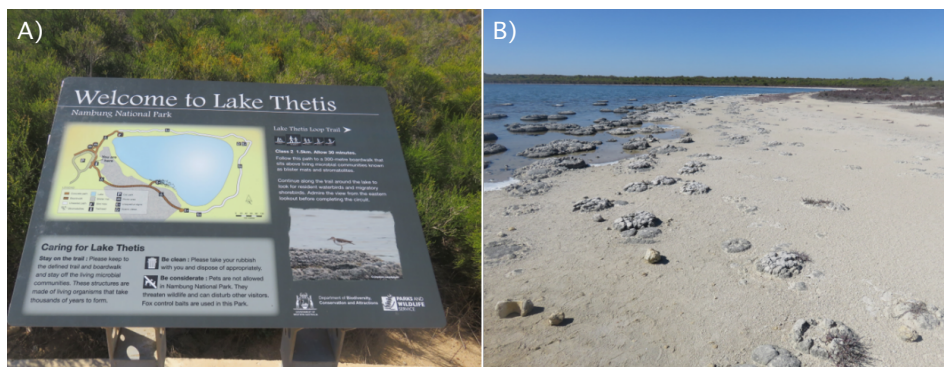 A)
Welcome to Lake Thetis
Nambung National Park
Lake Thetis Loop Trail
Class 2 1.5km. Allow 30 minutes.
Follow this path to a 300-metre boardwalk that
sits above living microbial communities known
as thrombolites and stromatolites.
Continue along the trail around the lake to
look for resident waterbirds and migratory
shorebirds. Admire the view from the eastern
lookout before completing the circuit.
Caring for Lake Thetis
Stay on the trail : Please keep to
the defined trail and boardwalk
and stay off the living microbial
communities. These structures are
made of living organisms that take
thousands of years to form.
Be clean : Please take your rubbish
with you and dispose of appropriately.
Be considerate : Pets are not allowed
in Nambung National Park. They
threaten wildlife and can disturb other visitors.
Fox control baits are used in this Park.
Department of Biodiversity,
Conservation and Attractions
PARKS AND
WILDLIFE
SERVICE
B)